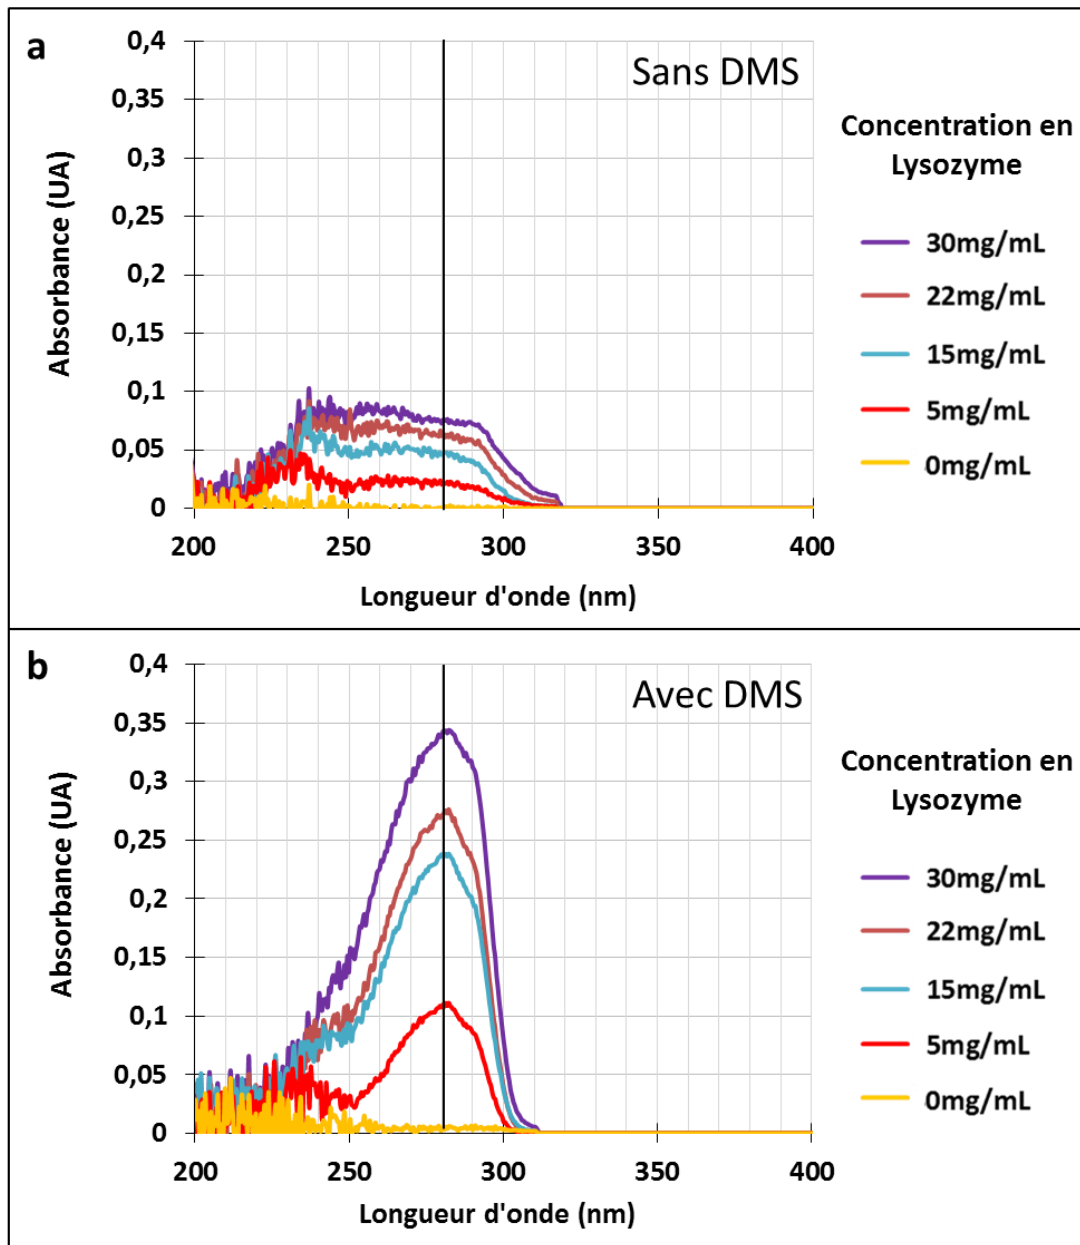 a
Sans DMS
0,4
0,35
0,3
0,25
0,2
0,15
0,1
0,05
0
Absorbance (UA)
200
250
300
350
400
Longueur d'onde (nm)
Concentration en
Lysozyme
30mg/mL
22mg/mL
15mg/mL
5mg/mL
0mg/mL
b
Avec DMS
0,4
0,35
0,3
0,25
0,2
0,15
0,1
0,05
0
Absorbance (UA)
200
250
300
350
400
Longueur d'onde (nm)
Concentration en
Lysozyme
30mg/mL
22mg/mL
15mg/mL
5mg/mL
0mg/mL